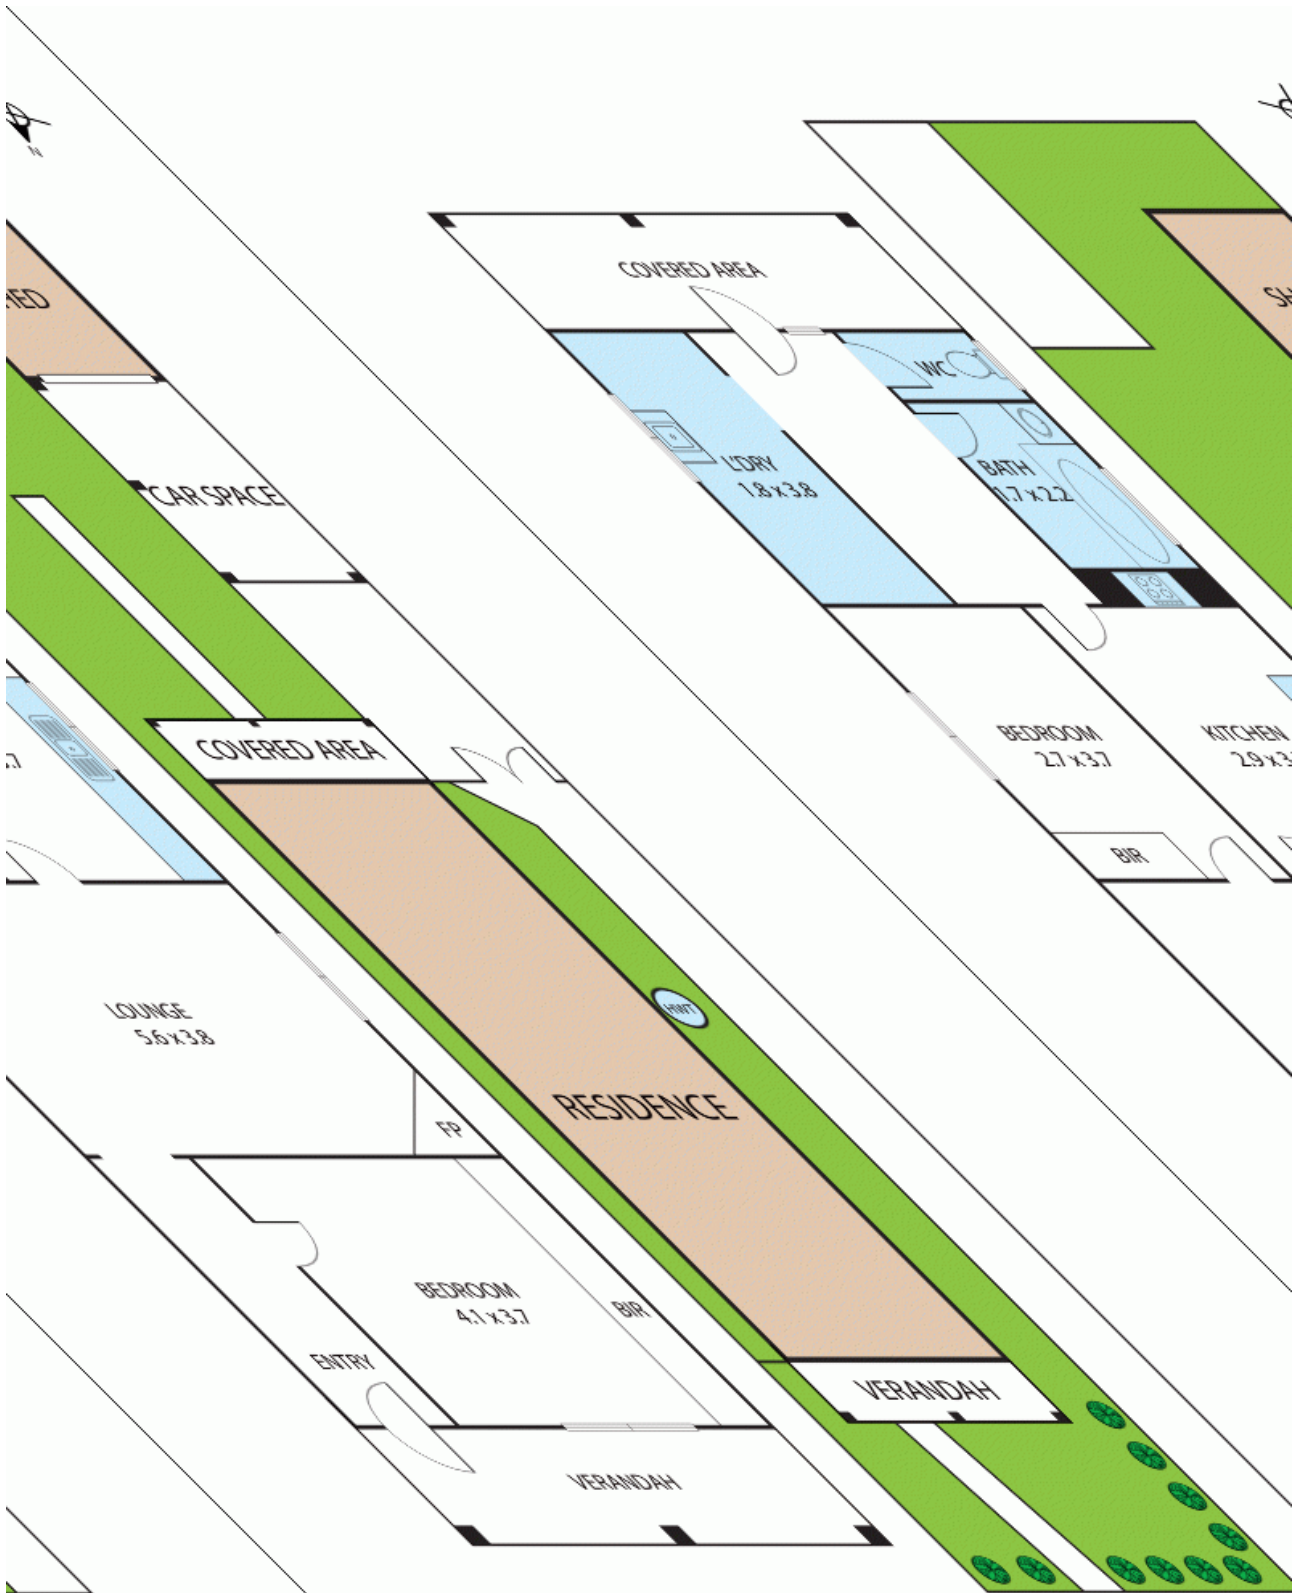 N
COVERED AREA
WC
L'DRY
1.8 x 3.8
BATH
1.7 x 2.2
CAR SPACE
BEDROOM
2.7 x 3.7
KITCHEN
COVERED AREA
BIR
LOUNGE
5.6 x 3.8
HWT
RESIDENCE
FP
BEDROOM
4.1 x 3.7
BIR
ENTRY
VERANDAH
VERANDAH